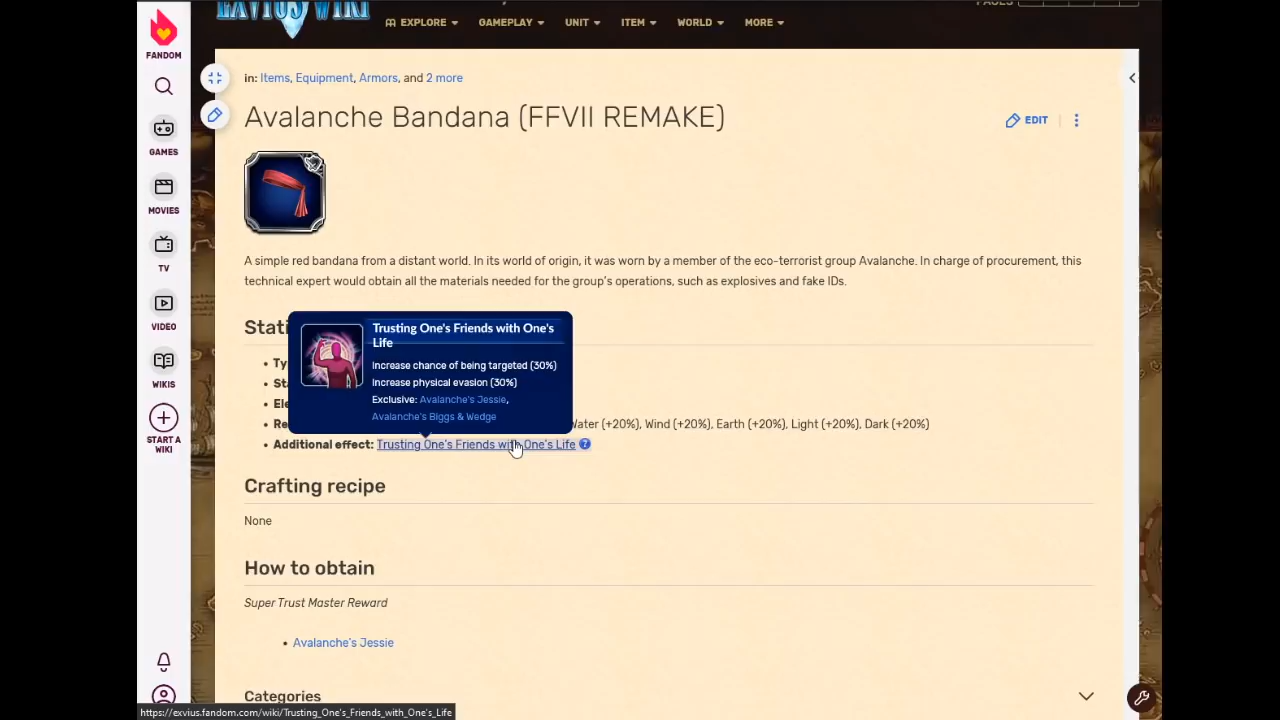 EXVIUS WIKI
EXPLORE
GAMEPLAY
UNIT
ITEM
WORLD
MORE
FANDOM
GAMES
MOVIES
TV
VIDEO
WIKIS
START A
WIKI
in: Items, Equipment, Armors, and 2 more
Avalanche Bandana (FFVII REMAKE)
EDIT
A simple red bandana from a distant world. In its world of origin, it was worn by a member of the eco-terrorist group Avalanche. In charge of procurement, this
technical expert would obtain all the materials needed for the group's operations, such as explosives and fake IDs.
Trusting One's Friends with One's
Life
Increase chance of being targeted (30%)
Increase physical evasion (30%)
Exclusive: Avalanche's Jessie,
Avalanche's Biggs & Wedge
Water (+20%), Wind (+20%), Earth (+20%), Light (+20%), Dark (+20%)
Additional effect: Trusting One's Friends with One's Life ?
Crafting recipe
None
How to obtain
Super Trust Master Reward
Avalanche's Jessie
Categories
https://exvius.fandom.com/wiki/Trusting_One's_Friends_with_One's_Life